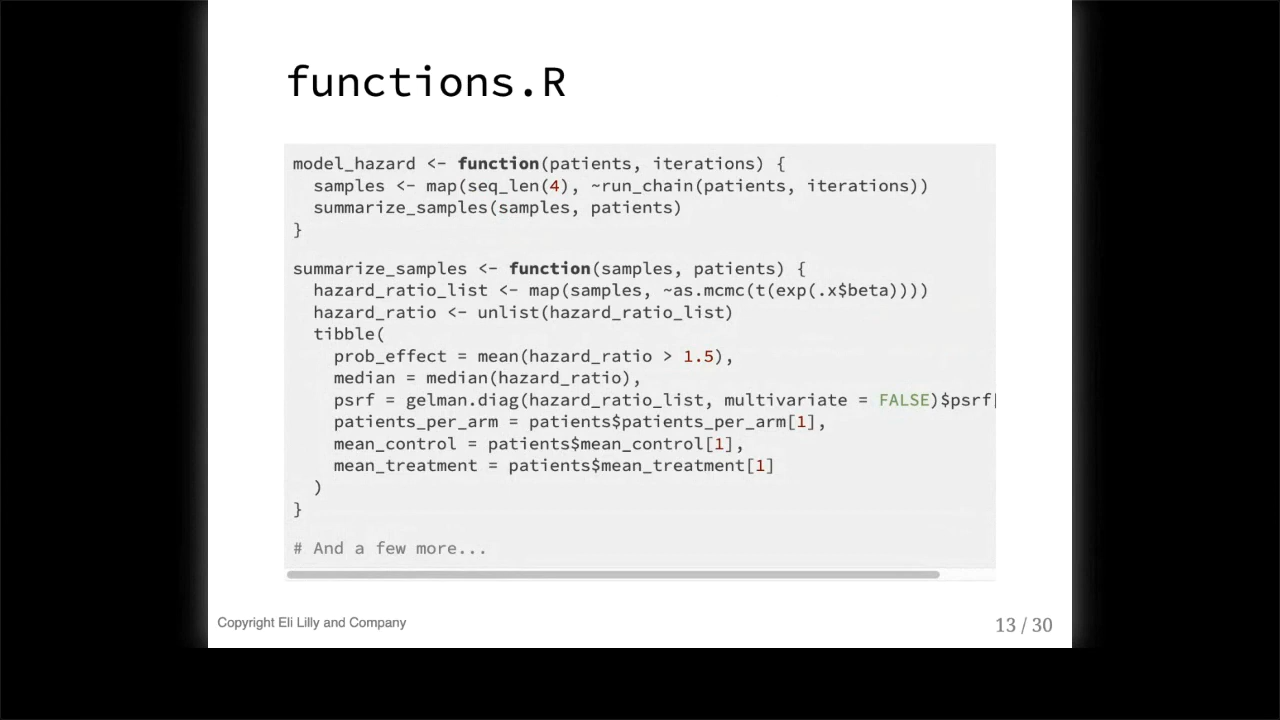 functions.R
model_hazard <- function(patients, iterations) {
  samples <- map(seq_len(4), ~run_chain(patients, iterations))
  summarize_samples(samples, patients)
}
summarize_samples <- function(samples, patients) {
  hazard_ratio_list <- map(samples, ~as.mcmc(t(exp(.x$beta))))
  hazard_ratio <- unlist(hazard_ratio_list)
  tibble(
    prob_effect = mean(hazard_ratio > 1.5),
    median = median(hazard_ratio),
    psrf = gelman.diag(hazard_ratio_list, multivariate = FALSE)$psrf[
    patients_per_arm = patients$patients_per_arm[1],
    mean_control = patients$mean_control[1],
    mean_treatment = patients$mean_treatment[1]
  )
}
# And a few more...
Copyright Eli Lilly and Company
13 / 30